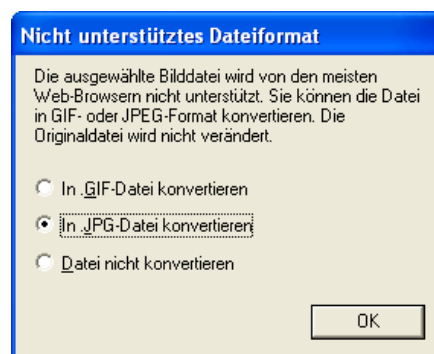 Nicht unterstütztes Dateiformat
Die ausgewählte Bilddatei wird von den meisten
Web-Browsern nicht unterstützt. Sie können die Datei
in GIF- oder JPEG-Format konvertieren. Die
Originaldatei wird nicht verändert.
In .GIF-Datei konvertieren
In .JPG-Datei konvertieren
Datei nicht konvertieren
OK